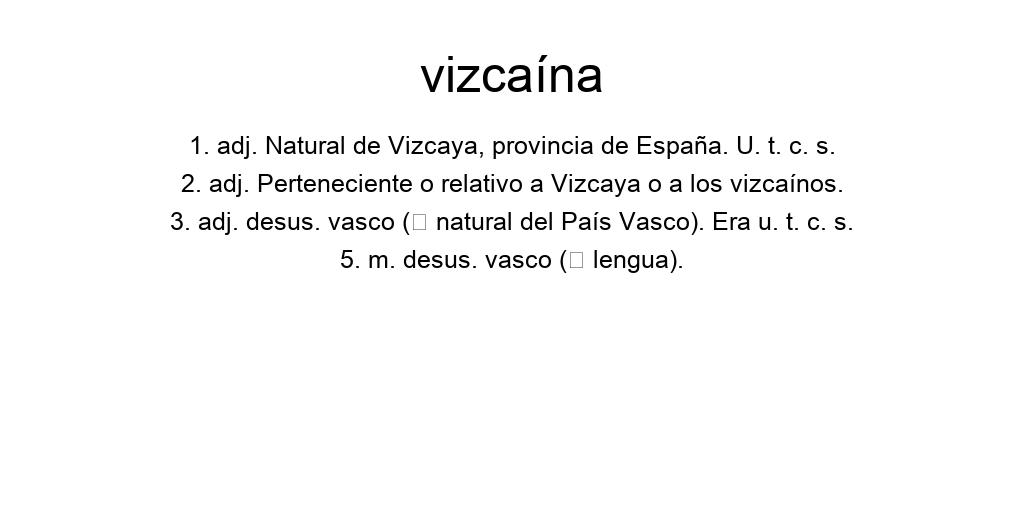 vizcaína
1. adj. Natural de Vizcaya, provincia de España. U. t. c. s.
2. adj. Perteneciente o relativo a Vizcaya o a los vizcaínos.
3. adj. desus. vasco (□ natural del País Vasco). Era u. t. c. s.
5. m. desus. vasco (□ lengua).